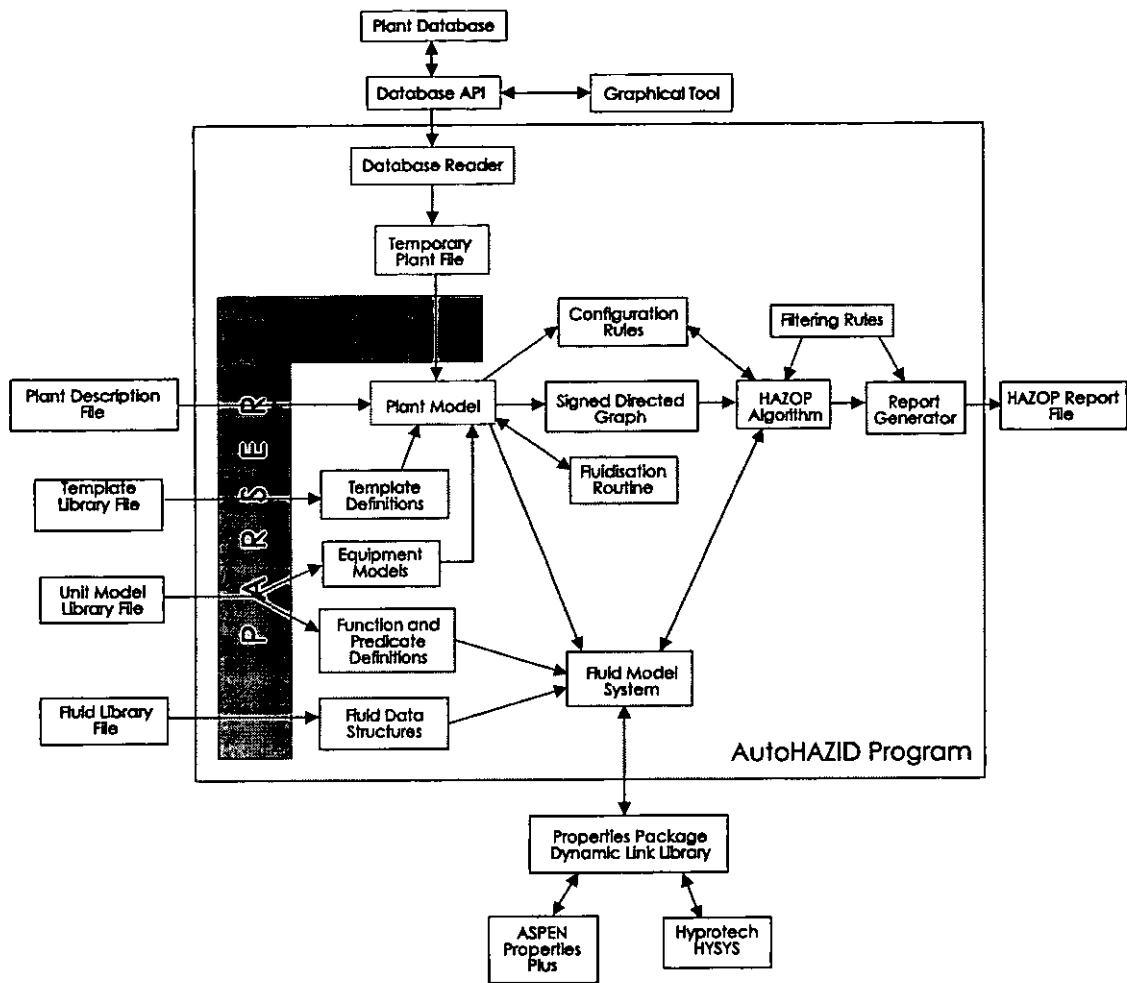 Plant Database
Database API
Graphical Tool
Database Reader
Temporary
Plant File
Configuration
Rules
Filtering Rules
Plant Description
File
Plant Model
Signed Directed
Graph
HAZOP
Algorithm
Report
Generator
HAZOP Report
File
Template
Library File
Template
Definitions
Fluidisation
Routine
PARSER
Equipment
Models
Unit Model
Library File
Function and
Predicate
Definitions
Fluid Model
System
Fluid Library
File
Fluid Data
Structures
AutoHAZID Program
Properties Package
Dynamic Link Library
ASPEN
Properties
Plus
Hyprotech
HYSYS